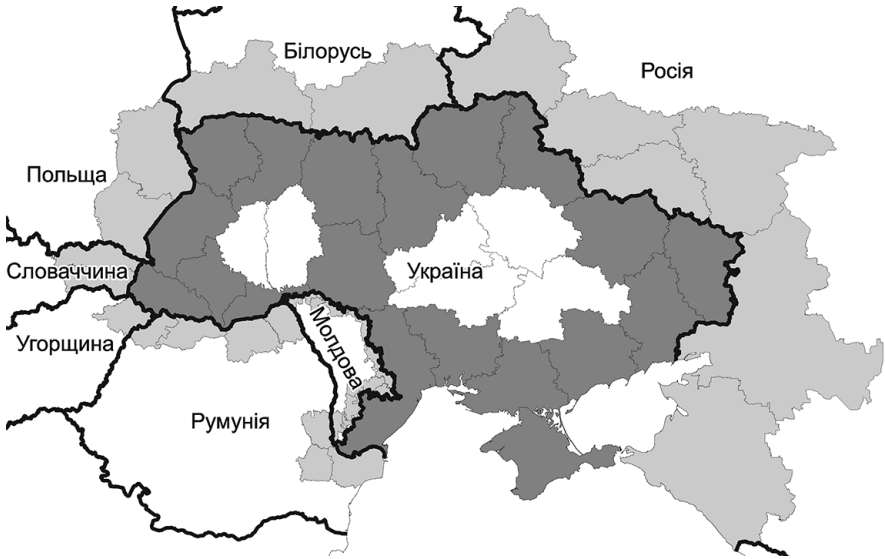 Білорусь
Росія
Польща
Словаччина
Україна
Угорщина
Молдова
Румунія